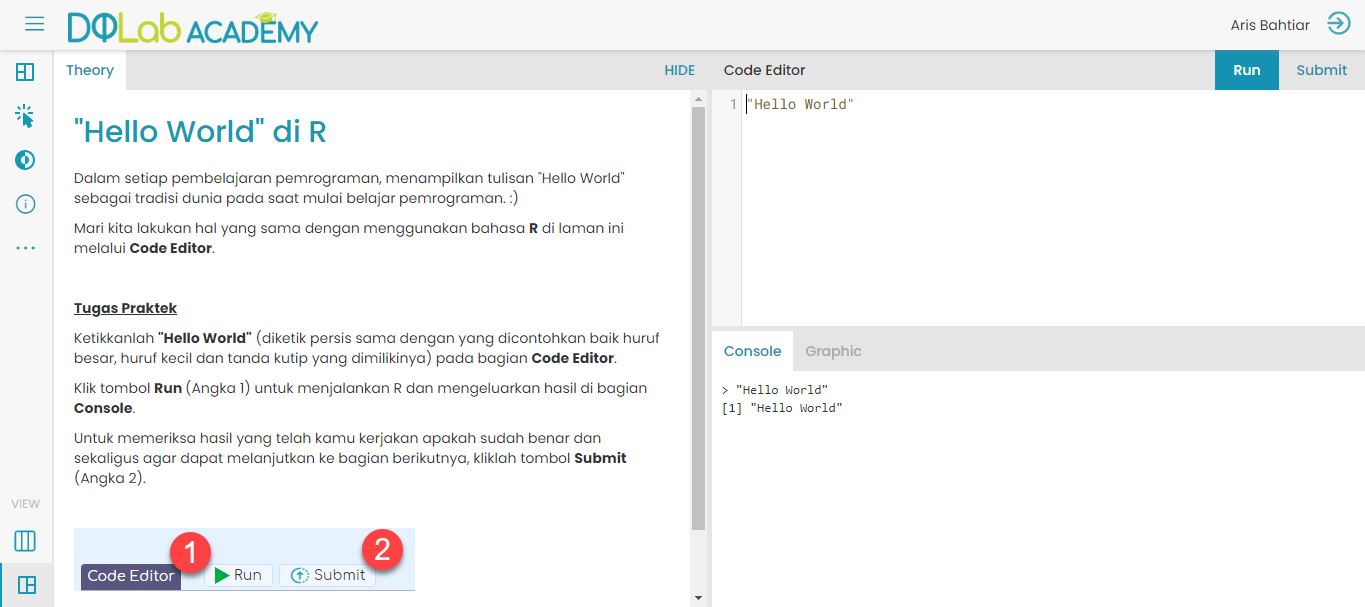 DQLab ACADEMY
Aris Bahtiar
Theory
HIDE
"Hello World" di R
Dalam setiap pembelajaran pemrograman, menampilkan tulisan "Hello World"
sebagai tradisi dunia pada saat mulai belajar pemrograman. :)
Mari kita lakukan hal yang sama dengan menggunakan bahasa R di laman ini
melalui Code Editor.
Tugas Praktek
Ketikkanlah "Hello World" (diketik persis sama dengan yang dicontohkan baik huruf
besar, huruf kecil dan tanda kutip yang dimilikinya) pada bagian Code Editor.
Klik tombol Run (Angka 1) untuk menjalankan R dan mengeluarkan hasil di bagian
Console.
Untuk memeriksa hasil yang telah kamu kerjakan apakah sudah benar dan
sekaligus agar dapat melanjutkan ke bagian berikutnya, kliklah tombol Submit
(Angka 2).
1
2
Code Editor
Run
Submit
VIEW
Code Editor
Run
Submit
1 "Hello World"
Console
Graphic
> "Hello World"
[1] "Hello World"